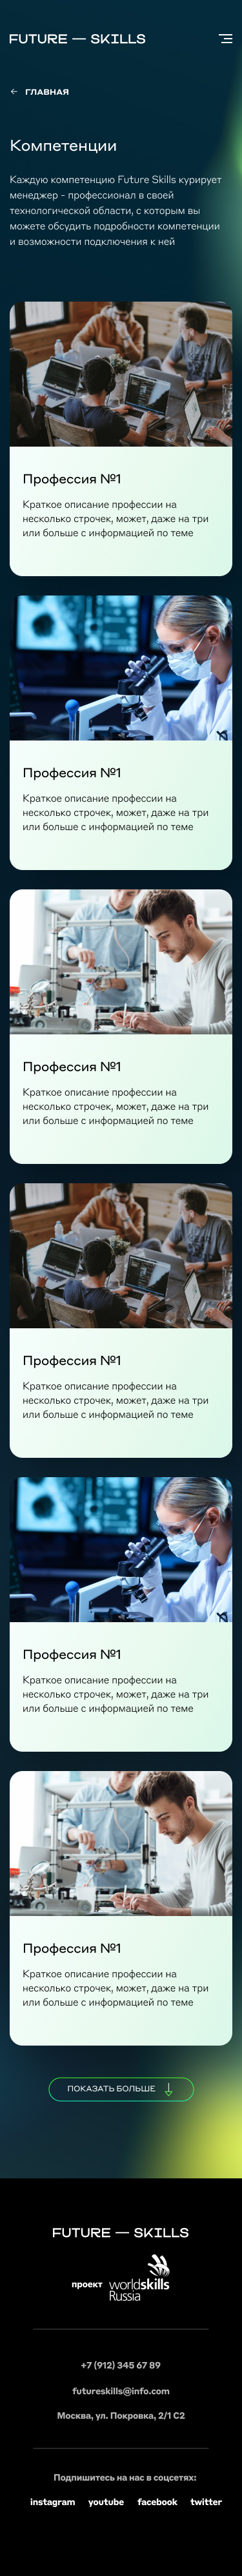 FUTURE — SKILLS
← ГЛАВНАЯ
Компетенции
Каждую компетенцию Future Skills курирует
менеджер - профессионал в своей
технологической области, с которым вы
можете обсудить подробности компетенции
и возможности подключения к ней
Профессия №1
Краткое описание профессии на
несколько строчек, может, даже на три
или больше с информацией по теме
Профессия №1
Краткое описание профессии на
несколько строчек, может, даже на три
или больше с информацией по теме
Профессия №1
Краткое описание профессии на
несколько строчек, может, даже на три
или больше с информацией по теме
Профессия №1
Краткое описание профессии на
несколько строчек, может, даже на три
или больше с информацией по теме
Профессия №1
Краткое описание профессии на
несколько строчек, может, даже на три
или больше с информацией по теме
Профессия №1
Краткое описание профессии на
несколько строчек, может, даже на три
или больше с информацией по теме
ПОКАЗАТЬ БОЛЬШЕ
FUTURE — SKILLS
проект worldskills
Russia
+7 (912) 345 67 89
futureskills@info.com
Москва, ул. Покровка, 2/1 С2
Подпишитесь на нас в соцсетях:
instagram youtube facebook twitter